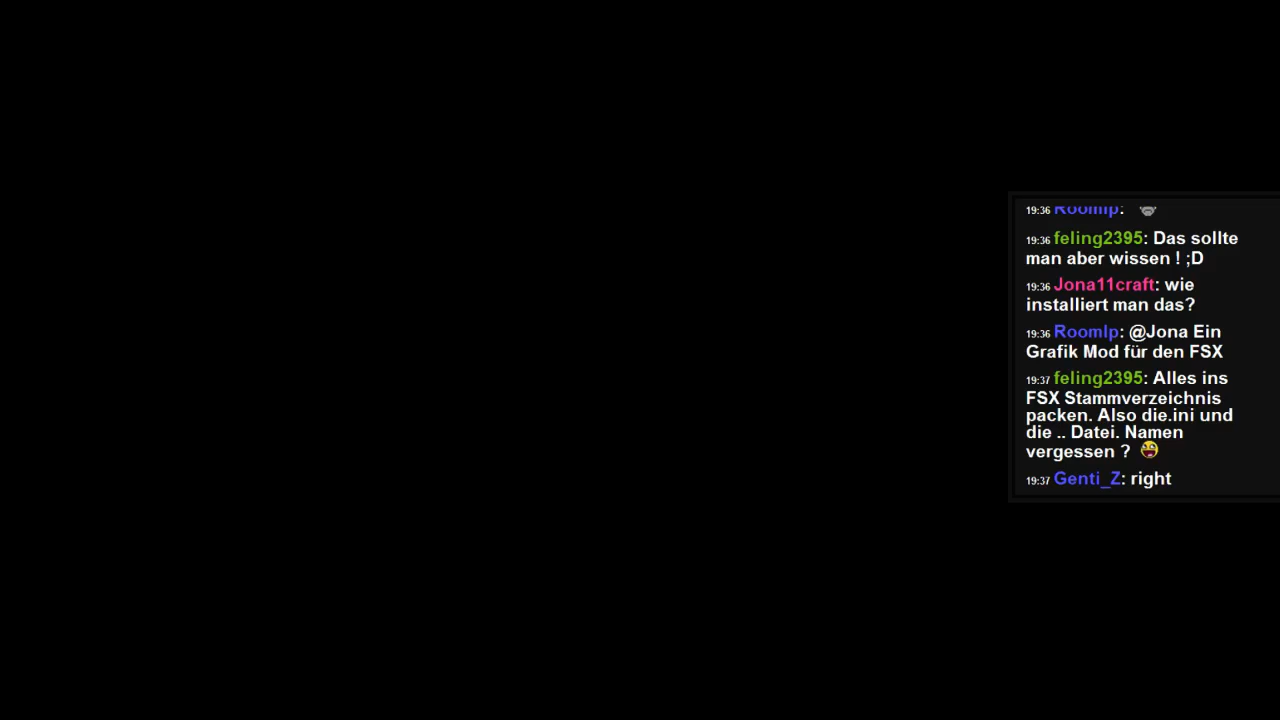 19:36 Roomlp:
19:36 feling2395: Das sollte
man aber wissen ! ;D
19:36 Jona11craft: wie
installiert man das?
19:36 Roomlp: @Jona Ein
Grafik Mod für den FSX
19:37 feling2395: Alles ins
FSX Stammverzeichnis
packen. Also die.ini und
die .. Datei. Namen
vergessen ?
19:37 Genti_Z: right